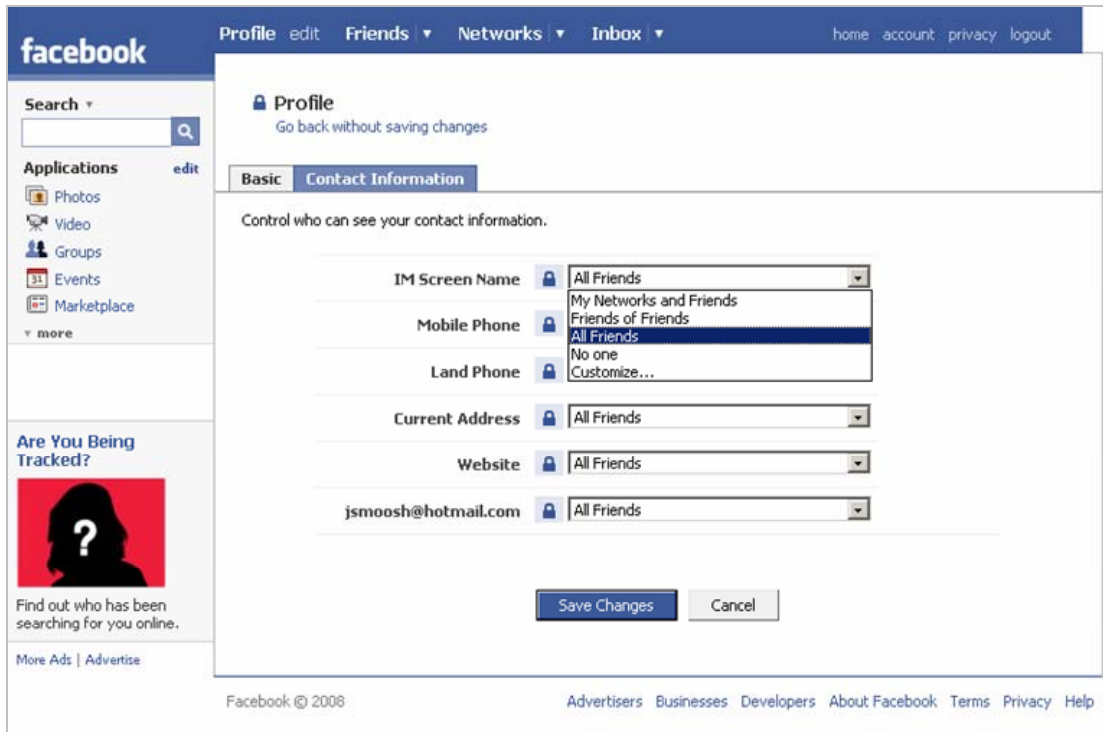 facebook
Profile edit Friends Networks Inbox home account privacy logout
Search
Applications edit
Photos
Video
Groups
31 Events
Marketplace
more
Are You Being
Tracked?
?
Find out who has been
searching for you online.
More Ads | Advertise
Profile
Go back without saving changes
Basic Contact Information
Control who can see your contact information.
IM Screen Name All Friends
My Networks and Friends
Friends of Friends
All Friends
No one
Customize...
Mobile Phone
Land Phone
Current Address All Friends
Website All Friends
jsmoosh@hotmail.com All Friends
Save Changes Cancel
Facebook © 2008 Advertisers Businesses Developers About Facebook Terms Privacy Help